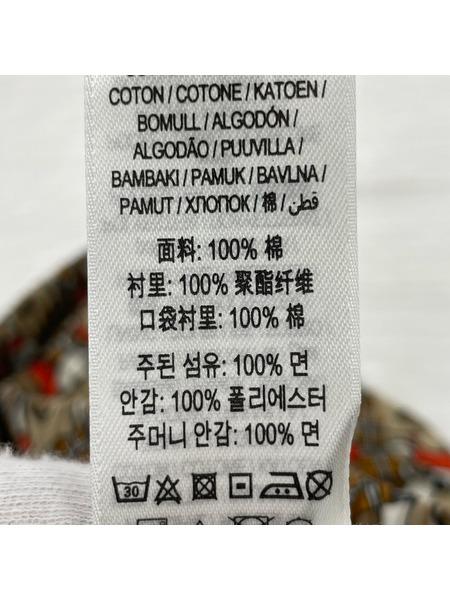 COTTON / COTONE / KATOEN /
BOMULL / ALGODÓN /
ALGODÃO / PUUVILLA /
BAMBAKI / PAMUK / BAVLNA /
PAMUT / ХЛОПОК / 棉 / قطن
面料: 100% 棉
衬里: 100% 聚酯纤维
口袋衬里: 100% 棉
주된 섬유: 100% 면
안감: 100% 폴리에스터
주머니 안감: 100% 면
30